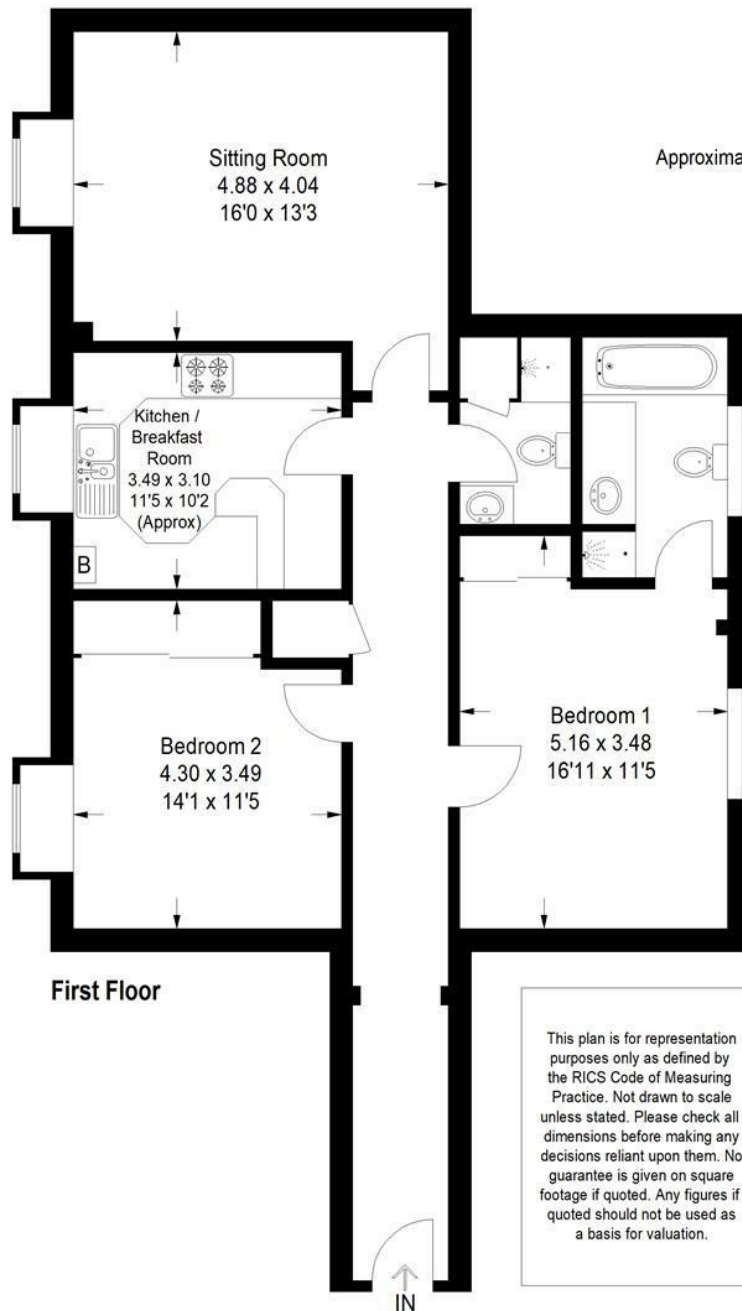 Sitting Room
4.88 x 4.04
16'0 x 13'3
Approxima
Kitchen /
Breakfast
Room
3.49 x 3.10
11'5 x 10'2
(Approx)
B
Bedroom 2
4.30 x 3.49
14'1 x 11'5
Bedroom 1
5.16 x 3.48
16'11 x 11'5
First Floor
This plan is for representation
purposes only as defined by
the RICS Code of Measuring
Practice. Not drawn to scale
unless stated. Please check all
dimensions before making any
decisions reliant upon them. No
guarantee is given on square
footage if quoted. Any figures if
quoted should not be used as
a basis for valuation.
IN